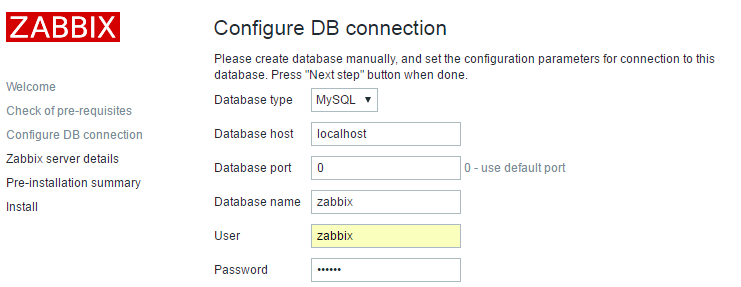 ZABBIX
Configure DB connection
Please create database manually, and set the configuration parameters for connection to this
database. Press "Next step" button when done.
Welcome
Check of pre-requisites
Configure DB connection
Zabbix server details
Pre-installation summary
Install
Database type MySQL ▼
Database host localhost
Database port 0 0 - use default port
Database name zabbix
User zabbix
Password ••••••